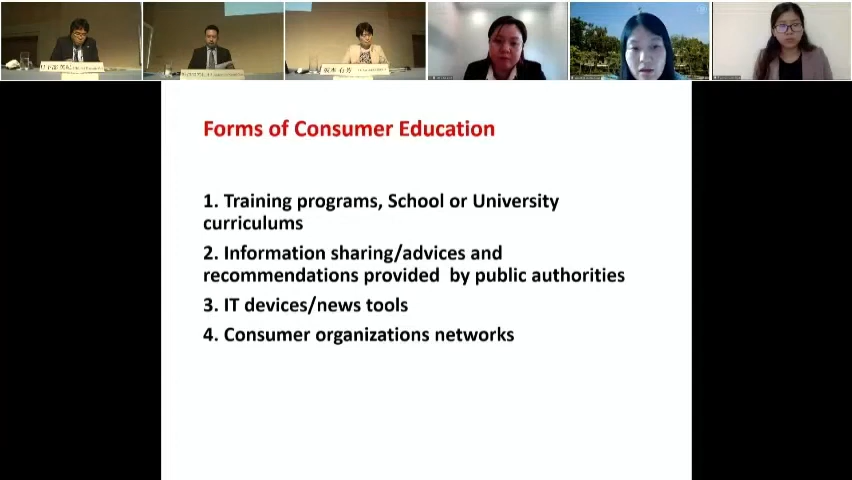 Forms of Consumer Education
1. Training programs, School or University
curriculums
2. Information sharing/advices and
recommendations provided by public authorities
3. IT devices/news tools
4. Consumer organizations networks